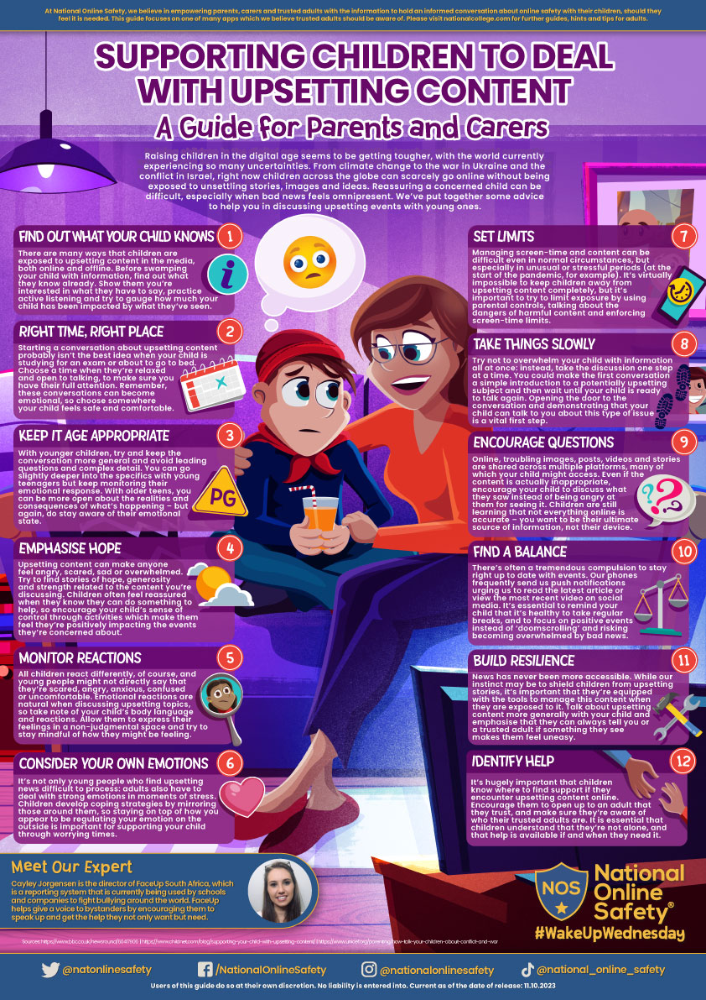 At National Online Safety, we believe in empowering parents, carers and trusted adults with the information to hold an informed conversation about online safety with their children, should they
feel it is needed. This guide focuses on one of many apps which we believe trusted adults should be aware of. Please visit nationalcollege.com for further guides, hints and tips for adults.
SUPPORTING CHILDREN TO DEAL
WITH UPSETTING CONTENT
A Guide for Parents and Carers
Raising children in the digital age seems to be getting tougher, with the world currently
experiencing so many uncertainties. From climate change to the war in Ukraine and the
conflict in Israel, right now children across the globe can scarcely go online without being
exposed to unsettling stories, images and ideas. Reassuring a concerned child can be
difficult, especially when bad news feels omnipresent. We've put together some advice
to help you in discussing upsetting events with young ones.
FIND OUT WHAT YOUR CHILD KNOWS 1
There are many ways that children are
exposed to upsetting content in the media,
both online and offline. Before swamping
your child with information, find out what
they know already. Show them you're
interested in what they have to say, practice
active listening and try to gauge how much your
child has been impacted by what they've seen.
i
RIGHT TIME, RIGHT PLACE 2
Starting a conversation about upsetting content
probably isn't the best idea when your child is
studying for an exam or about to go to bed.
Choose a time when they're relaxed
and open to talking, to make sure you
have their full attention. Remember,
these conversations can become
emotional, so choose somewhere
your child feels safe and comfortable.
KEEP IT AGE APPROPRIATE 3
With younger children, try and keep the
conversation more general and avoid leading
questions and complex detail. You can go
slightly deeper into the specifics with young
teenagers but keep monitoring their
emotional response. With older teens, you
can be more open about the realities and
consequences of what's happening – but
again, do stay aware of their emotional
state.
PG
EMPHASISE HOPE 4
Upsetting content can make anyone
feel angry, scared, sad or overwhelmed.
Try to find stories of hope, generosity
and strength related to the content you're
discussing. Children often feel reassured
when they know they can do something to
help, so encourage your child's sense of
control through activities which make them
feel they're positively impacting the events
they're concerned about.
MONITOR REACTIONS 5
All children react differently, of course, and
young people might not directly say that
they're scared, angry, anxious, confused
or uncomfortable. Emotional reactions are
natural when discussing upsetting topics,
so take note of your child's body language
and reactions. Allow them to express their
feelings in a non-judgmental space and try to
stay mindful of how they might be feeling.
CONSIDER YOUR OWN EMOTIONS 6
It's not only young people who find upsetting
news difficult to process: adults also have to
deal with strong emotions in moments of stress.
Children develop coping strategies by mirroring
those around them, so staying on top of how you
appear to be regulating your emotion on the
outside is important for supporting your child
through worrying times.
SET LIMITS 7
Managing screen-time and content can be
difficult even in normal circumstances, but
especially in unusual or stressful periods (at the
start of the pandemic, for example). It's virtually
impossible to keep children away from
upsetting content completely, but it's
important to try to limit exposure by using
parental controls, talking about the
dangers of harmful content and enforcing
screen-time limits.
TAKE THINGS SLOWLY 8
Try not to overwhelm your child with information
all at once: instead, take the discussion one step
at a time. You could make the first conversation
a simple introduction to a potentially upsetting
subject and then wait until your child is ready
to talk again. Opening the door to the
conversation and demonstrating that your
child can talk to you about this type of issue
is a vital first step.
ENCOURAGE QUESTIONS 9
Online, troubling images, posts, videos and stories
are shared across multiple platforms, many of
which your child might access. Even if the
content is actually inappropriate,
encourage your child to discuss what
they saw instead of being angry at
them for seeing it. Children are still
learning that not everything online is
accurate – you want to be their ultimate
source of information, not their device.
???
FIND A BALANCE 10
There's often a tremendous compulsion to stay
right up to date with events. Our phones
frequently send us push notifications
urging us to read the latest article or
view the most recent video on social
media. It's essential to remind your
child that it's healthy to take regular
breaks, and to focus on positive events
instead of 'doomscrolling' and risking
becoming overwhelmed by bad news.
BUILD RESILIENCE 11
News has never been more accessible. While our
instinct may be to shield children from upsetting
stories, it's important that they're equipped
with the tools to manage this content when
they are exposed to it. Talk about upsetting
content more generally with your child and
emphasise that they can always tell you or
a trusted adult if something they see
makes them feel uneasy.
IDENTIFY HELP 12
It's hugely important that children
know where to find support if they
encounter upsetting content online.
Encourage them to open up to an adult that
they trust, and make sure they're aware of
who their trusted adults are. It is essential that
children understand that they're not alone, and
that help is available if and when they need it.
Meet Our Expert
Cayley Jorgensen is the director of FaceUp South Africa, which
is a reporting system that is currently being used by schools
and companies to fight bullying around the world. FaceUp
helps give a voice to bystanders by encouraging them to
speak up and get the help they not only want but need.
NOS
National
Online
Safety®
#WakeUpWednesday
@natonlinesafety
/NationalOnlineSafety
@nationalonlinesafety
@national_online_safety
Users of this guide do so at their own discretion. No liability is entered into. Current as of the date of release: 11.10.2023